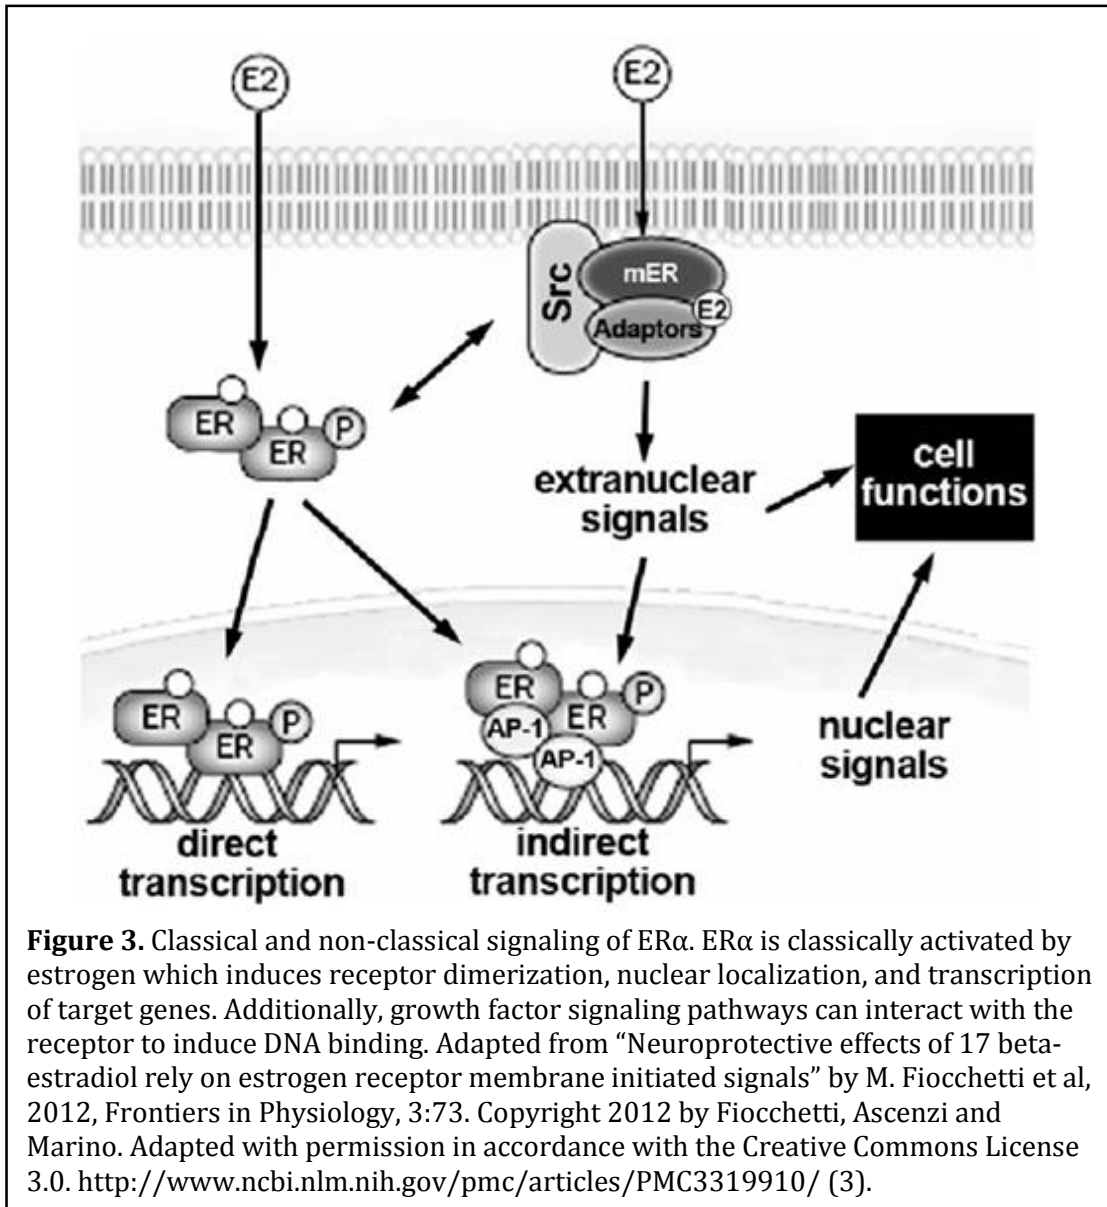 E2
E2
Src
mER
E2
Adaptors
ER
ER
P
extranuclear
signals
cell
functions
ER
ER
P
ER
ER
P
AP-1
AP-1
nuclear
signals
direct
transcription
indirect
transcription
Figure 3. Classical and non-classical signaling of ERα. ERα is classically activated by
estrogen which induces receptor dimerization, nuclear localization, and transcription
of target genes. Additionally, growth factor signaling pathways can interact with the
receptor to induce DNA binding. Adapted from “Neuroprotective effects of 17 beta-
estradiol rely on estrogen receptor membrane initiated signals” by M. Fiocchetti et al,
2012, Frontiers in Physiology, 3:73. Copyright 2012 by Fiocchetti, Ascenzi and
Marino. Adapted with permission in accordance with the Creative Commons License
3.0. http://www.ncbi.nlm.nih.gov/pmc/articles/PMC3319910/ (3).